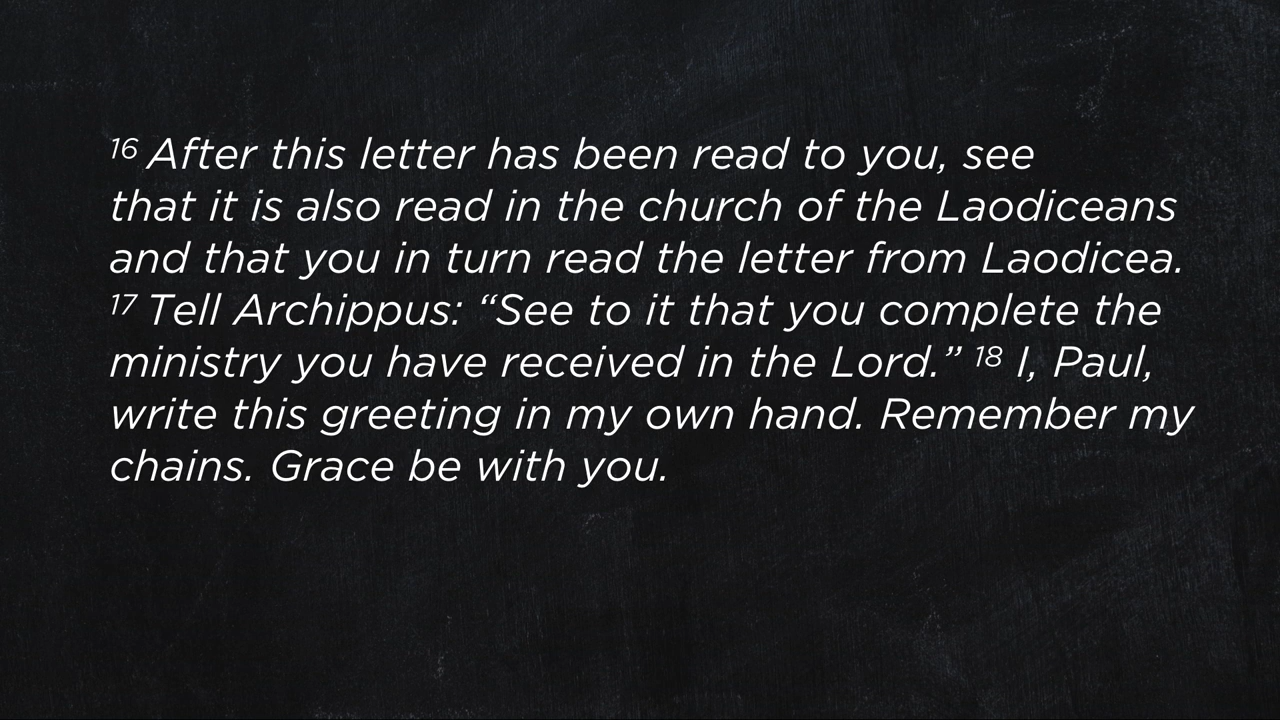 16 After this letter has been read to you, see
that it is also read in the church of the Laodiceans
and that you in turn read the letter from Laodicea.
17 Tell Archippus: “See to it that you complete the
ministry you have received in the Lord.” 18 I, Paul,
write this greeting in my own hand. Remember my
chains. Grace be with you.